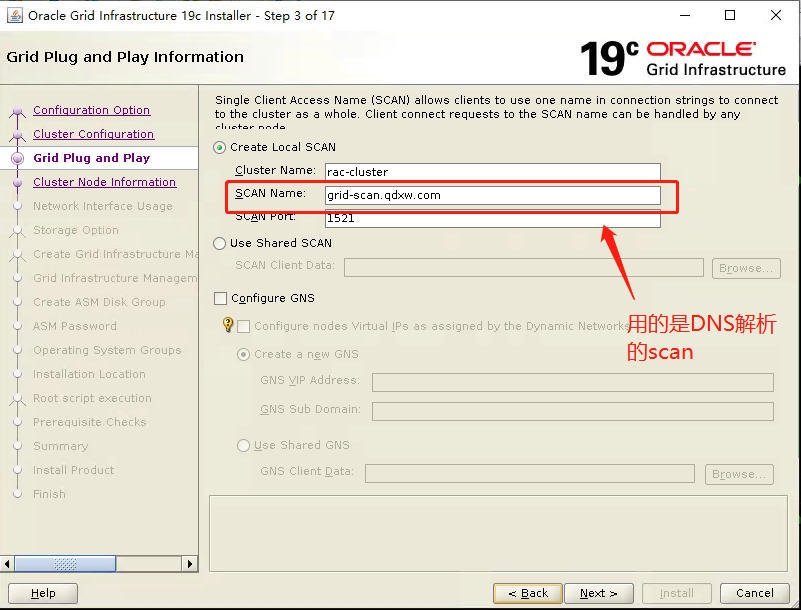 Oracle Grid Infrastructure 19c Installer - Step 3 of 17
Grid Plug and Play Information
19c ORACLE
Grid Infrastructure
Configuration Option
Cluster Configuration
Grid Plug and Play
Cluster Node Information
Network Interface Usage
Storage Option
Create Grid Infrastructure Ma
Grid Infrastructure Managem
Create ASM Disk Group
ASM Password
Operating System Groups
Installation Location
Root script execution
Prerequisite Checks
Summary
Install Product
Finish
Single Client Access Name (SCAN) allows clients to use one name in connection strings to connect
to the cluster as a whole. Client connect requests to the SCAN name can be handled by any
cluster node.
Create Local SCAN
Cluster Name: rac-cluster
SCAN Name: grid-scan.qdxw.com
SCAN Port: 1521
Use Shared SCAN
SCAN Client Data:
Browse...
Configure GNS
Configure nodes Virtual IPs as assigned by the Dynamic Networks
Create a new GNS
GNS VIP Address:
GNS Sub Domain:
Use Shared GNS
GNS Client Data:
Browse...
用的是DNS解析
的scan
Help
< Back
Next >
Install
Cancel